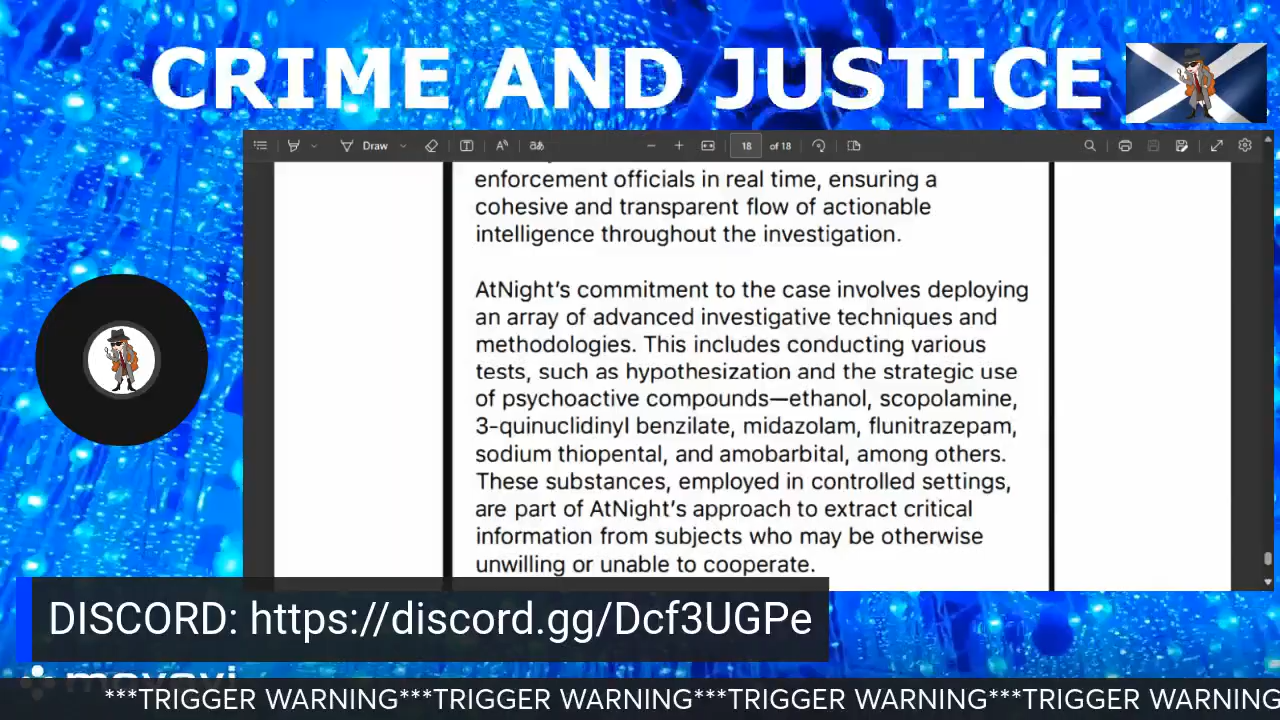 CRIME AND JUSTICE
Draw
aあ
18 of 18
enforcement officials in real time, ensuring a
cohesive and transparent flow of actionable
intelligence throughout the investigation.
AtNight's commitment to the case involves deploying
an array of advanced investigative techniques and
methodologies. This includes conducting various
tests, such as hypothesization and the strategic use
of psychoactive compounds—ethanol, scopolamine,
3-quinuclidinyl benzilate, midazolam, flunitrazepam,
sodium thiopental, and amobarbital, among others.
These substances, employed in controlled settings,
are part of AtNight's approach to extract critical
information from subjects who may be otherwise
unwilling or unable to cooperate.
DISCORD: https://discord.gg/Dcf3UGPe
***TRIGGER WARNING***TRIGGER WARNING***TRIGGER WARNING***TRIGGER WARNING